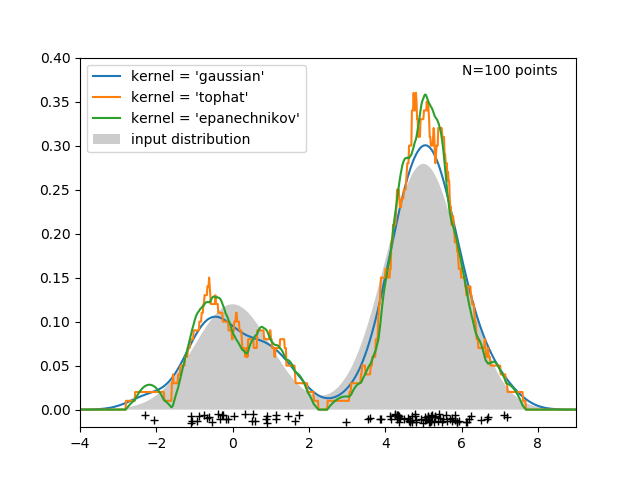 N=100 points
kernel = 'gaussian'
kernel = 'tophat'
kernel = 'epanechnikov'
input distribution
0.40
0.35
0.30
0.25
0.20
0.15
0.10
0.05
0.00
−4 −2 0 2 4 6 8